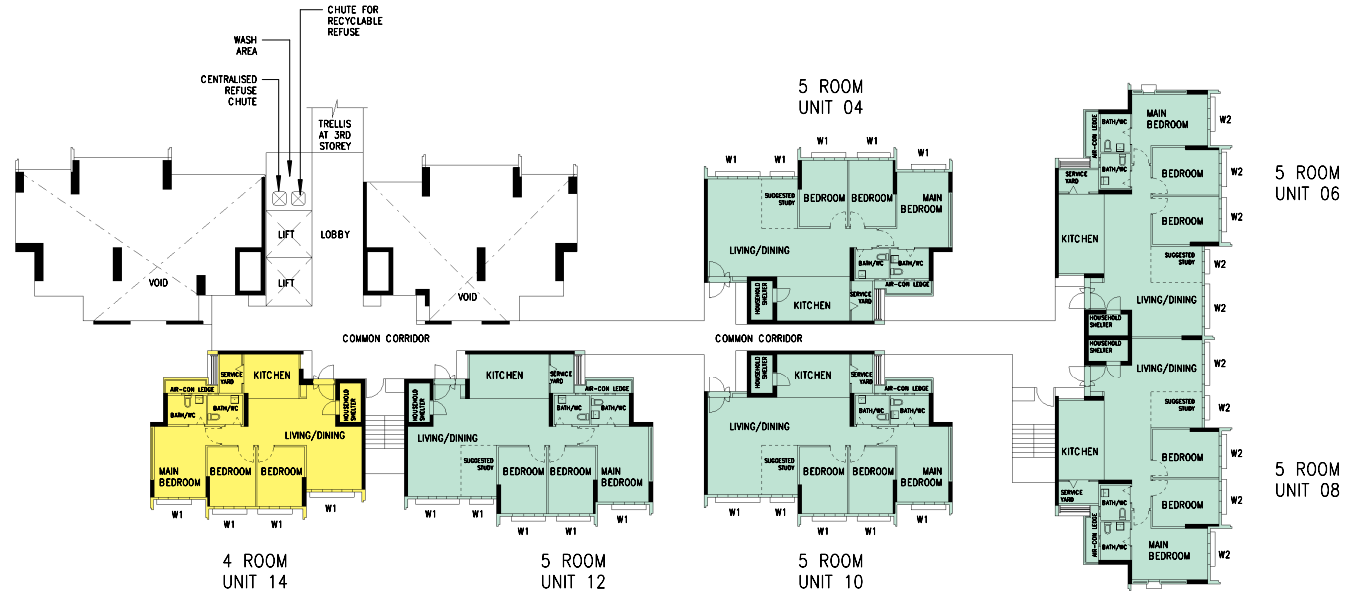 CHUTE FOR
RECYCLABLE
REFUSE
WASH
AREA
CENTRALISED
REFUSE
CHUTE
TRELLIS
AT 3RD
STOREY
LIFT
LOBBY
LIFT
VOID
VOID
COMMON CORRIDOR
COMMON CORRIDOR
5 ROOM
UNIT 04
W1
W1
W1
W1
W1
SUGGESTED
STUDY
BEDROOM
BEDROOM
MAIN
BEDROOM
LIVING/DINING
BATH/WC
BATH/WC
AIR-CON LEDGE
HOUSEHOLD
SHELTER
KITCHEN
SERVICE
YARD
5 ROOM
UNIT 06
MAIN
BEDROOM
W2
BATH/WC
AIR-CON LEDGE
BATH/WC
SERVICE
YARD
BEDROOM
W2
BEDROOM
W2
KITCHEN
SUGGESTED
STUDY
W2
LIVING/DINING
W2
HOUSEHOLD
SHELTER
HOUSEHOLD
SHELTER
LIVING/DINING
W2
SUGGESTED
STUDY
W2
KITCHEN
BEDROOM
W2
BEDROOM
W2
SERVICE
YARD
BATH/WC
AIR-CON LEDGE
BATH/WC
MAIN
BEDROOM
W2
5 ROOM
UNIT 08
SERVICE
YARD
KITCHEN
AIR-CON LEDGE
BATH/WC
BATH/WC
HOUSEHOLD
SHELTER
LIVING/DINING
MAIN
BEDROOM
BEDROOM
BEDROOM
W1
W1
W1
W1
4 ROOM
UNIT 14
HOUSEHOLD
SHELTER
KITCHEN
SERVICE
YARD
AIR-CON LEDGE
BATH/WC
BATH/WC
LIVING/DINING
SUGGESTED
STUDY
BEDROOM
BEDROOM
MAIN
BEDROOM
W1
W1
W1
W1
W1
5 ROOM
UNIT 12
HOUSEHOLD
SHELTER
KITCHEN
SERVICE
YARD
AIR-CON LEDGE
BATH/WC
BATH/WC
LIVING/DINING
SUGGESTED
STUDY
BEDROOM
BEDROOM
MAIN
BEDROOM
W1
W1
W1
W1
W1
5 ROOM
UNIT 10